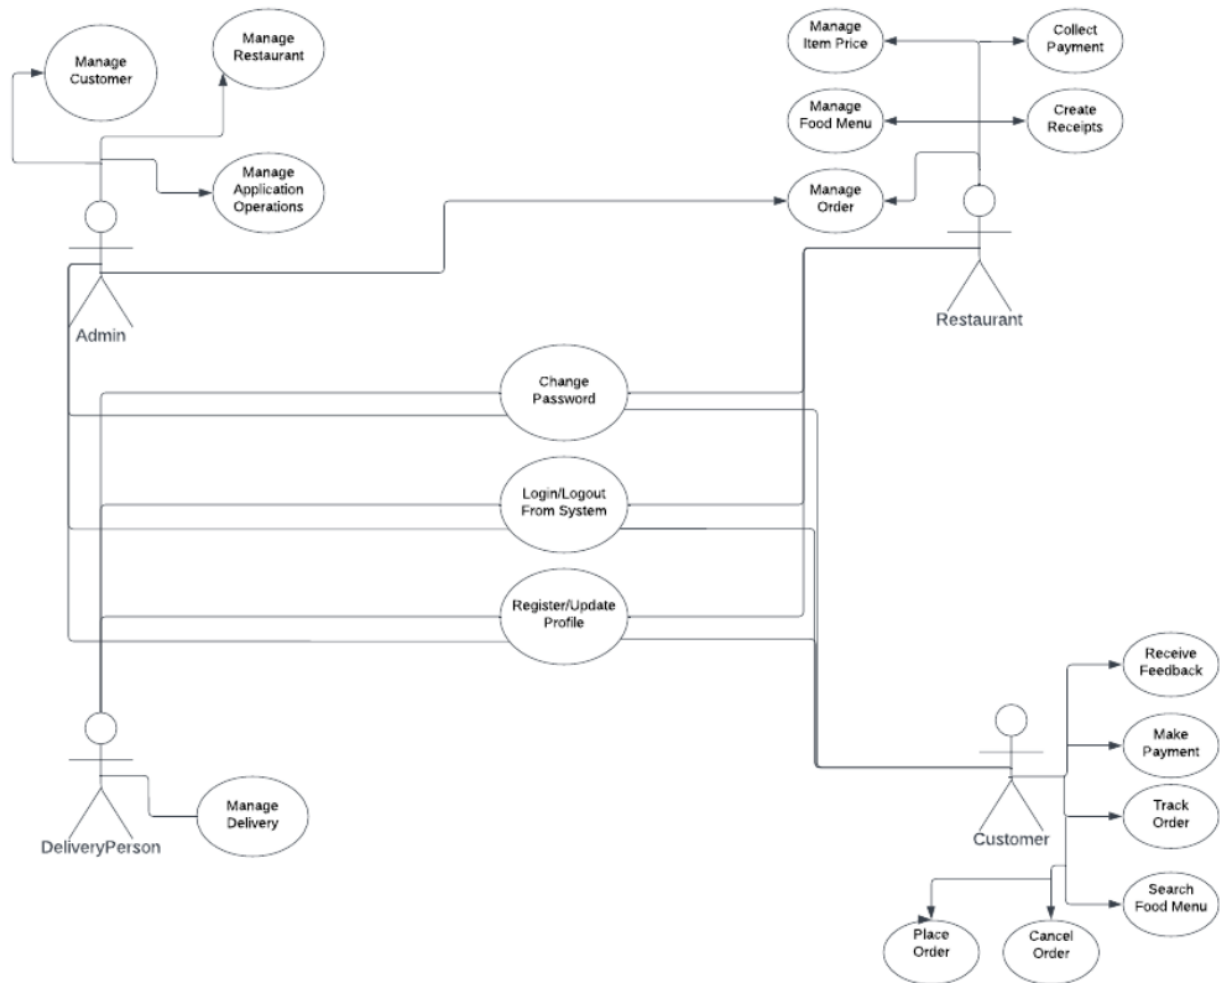 Manage
Customer
Manage
Restaurant
Manage
Application
Operations
Admin
Manage
Item Price
Collect
Payment
Manage
Food Menu
Create
Receipts
Manage
Order
Restaurant
Change
Password
Login/Logout
From System
Register/Update
Profile
DeliveryPerson
Manage
Delivery
Customer
Receive
Feedback
Make
Payment
Track
Order
Search
Food Menu
Place
Order
Cancel
Order